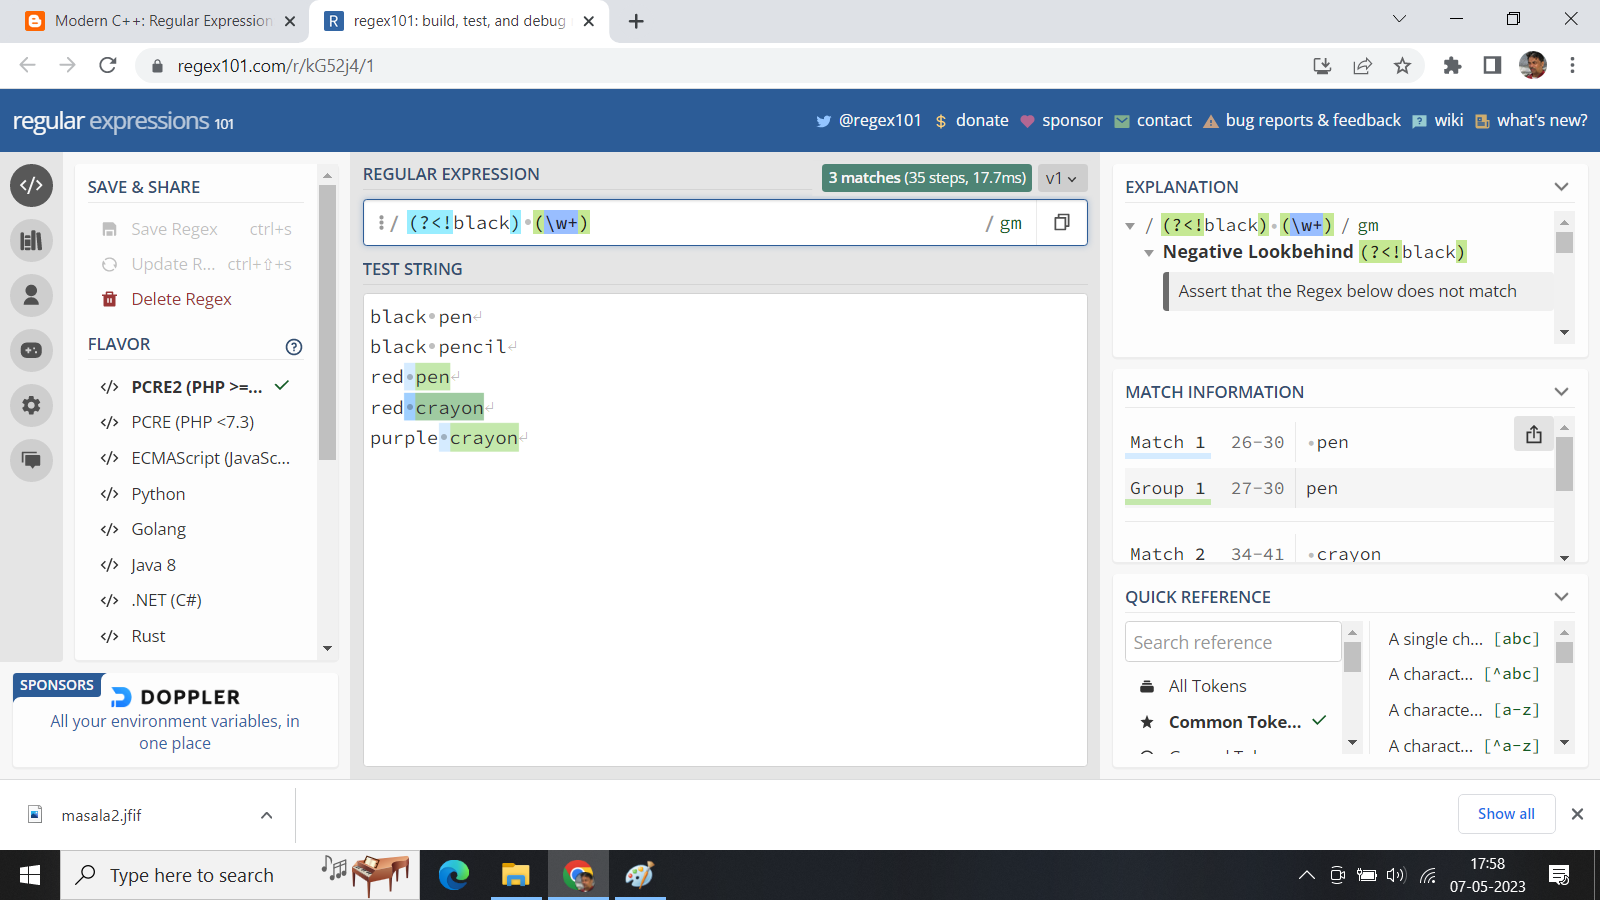 Modern C++: Regular Expression
regex101: build, test, and debug
regex101.com/r/kG52j4/1
regular expressions 101
@regex101
$ donate
sponsor
contact
bug reports & feedback
wiki
what's new?
SAVE & SHARE
Save Regex ctrl+s
Update R... ctrl+⇧+s
Delete Regex
FLAVOR
</> PCRE2 (PHP >=...
</> PCRE (PHP <7.3)
</> ECMAScript (JavaSc...
</> Python
</> Golang
</> Java 8
</> .NET (C#)
</> Rust
SPONSORS
DOPPLER
All your environment variables, in
one place
REGULAR EXPRESSION
3 matches (35 steps, 17.7ms)
v1
/ (?<!black)·(\w+) / gm
TEST STRING
black·pen↵
black·pencil↵
red·pen↵
red·crayon↵
purple·crayon↵
EXPLANATION
/ (?<!black)·(\w+) / gm
Negative Lookbehind (?<!black)
Assert that the Regex below does not match
MATCH INFORMATION
Match 1 26-30 ·pen
Group 1 27-30 pen
Match 2 34-41 ·crayon
QUICK REFERENCE
Search reference
All Tokens
Common Toke...
A single ch... [abc]
A charact... [^abc]
A characte... [a-z]
A charact... [^a-z]
masala2.jfif
Show all
Type here to search
17:58
07-05-2023